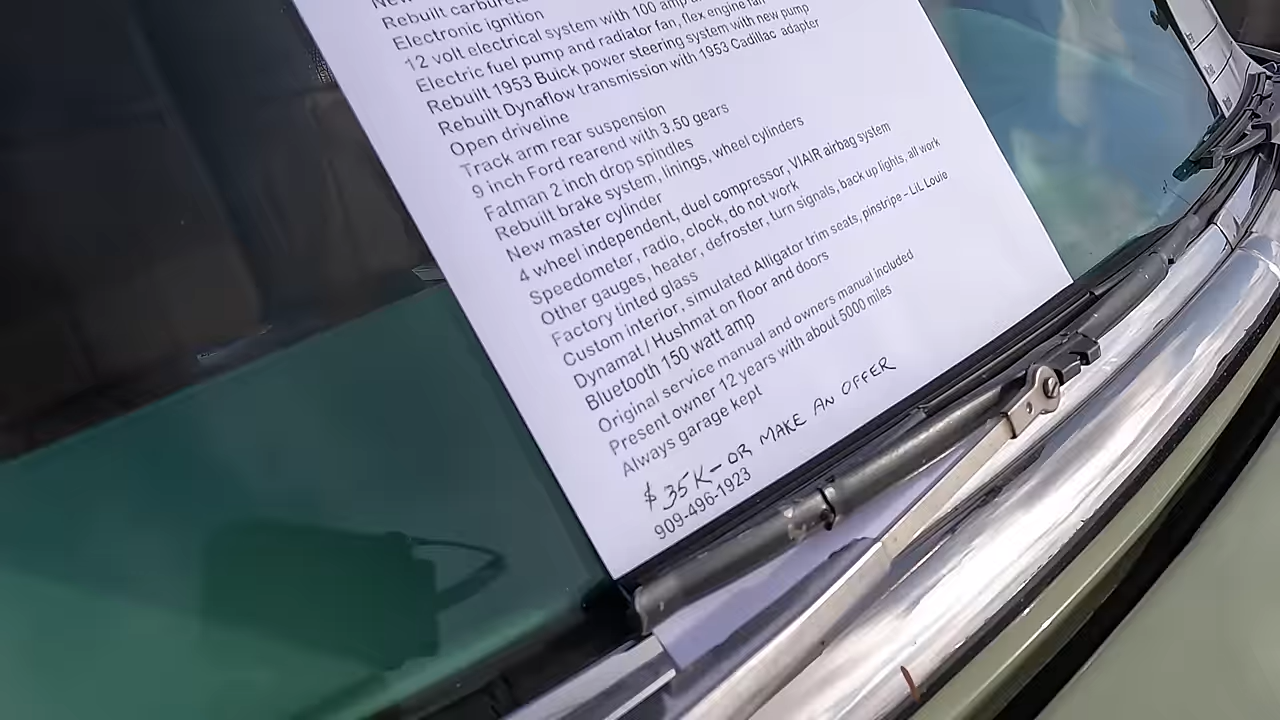 Rebuilt
Electronic ignition
12 volt electrical system with 100 amp
Electric fuel pump and radiator fan, flex engine fan
Rebuilt 1953 Buick power steering system with new pump
Rebuilt Dynaflow transmission with 1953 Cadillac adapter
Open driveline
Track arm rear suspension
9 inch Ford rearend with 3.50 gears
Fatman 2 inch drop spindles
Rebuilt brake system, linings, wheel cylinders
New master cylinder
4 wheel independent, duel compressor, VIAIR airbag system
Speedometer, radio, clock, do not work
Other gauges, heater, defroster, turn signals, back up lights, all work
Factory tinted glass
Custom interior, simulated Alligator trim seats, pinstripe – LiL Louie
Dynamat / Hushmat on floor and doors
Bluetooth 150 watt amp
Original service manual and owners manual included
Present owner 12 years with about 5000 miles
Always garage kept
$35K – OR MAKE AN OFFER
909-496-1923